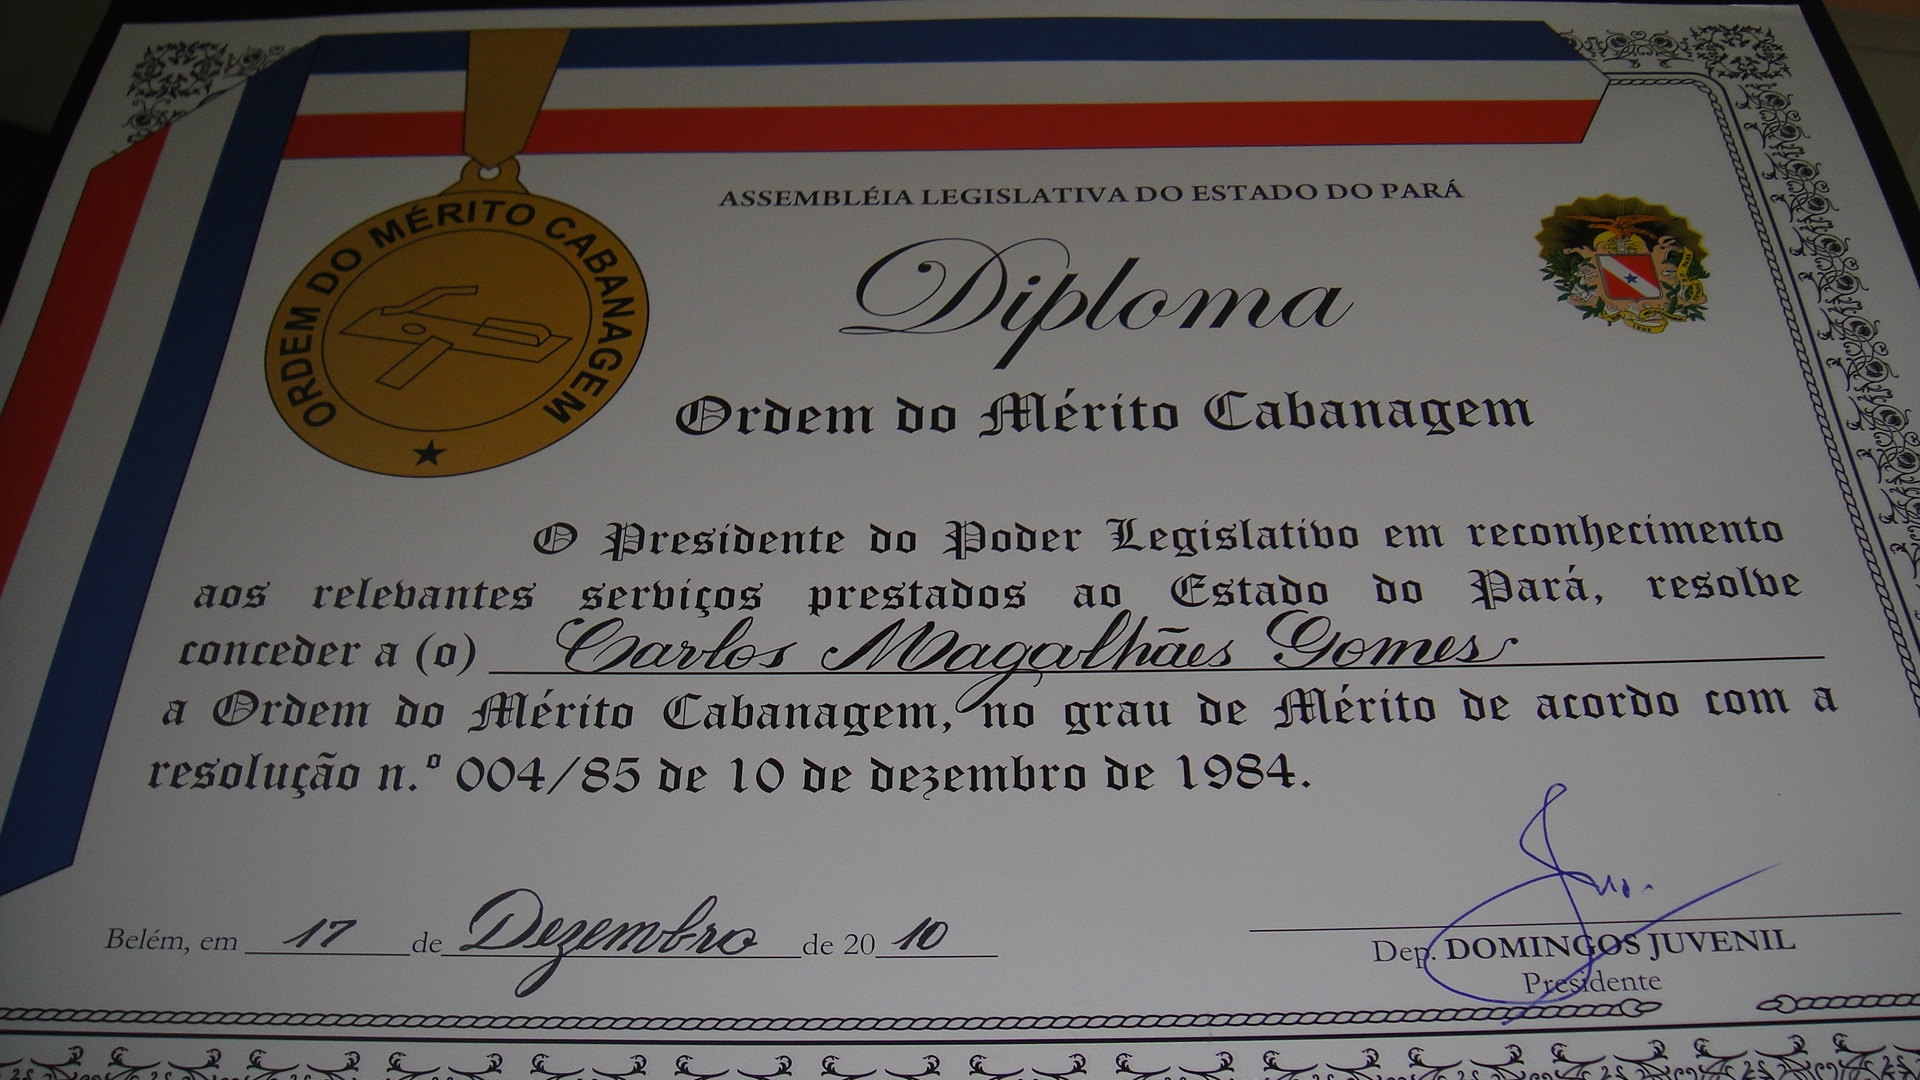 ORDEM DO MÉRITO CABANAGEM
ASSEMBLÉIA LEGISLATIVA DO ESTADO DO PARÁ
Diploma
Ordem do Mérito Cabanagem
O Presidente do Poder Legislativo em reconhecimento
aos relevantes serviços prestados ao Estado do Pará, resolve
conceder a (o) Carlos Magalhães Gomes
a Ordem do Mérito Cabanagem, no grau de Mérito de acordo com a
resolução n.º 004/85 de 10 de dezembro de 1984.
Belém, em 17 de Dezembro de 2010
Dep. DOMINGOS JUVENIL
Presidente